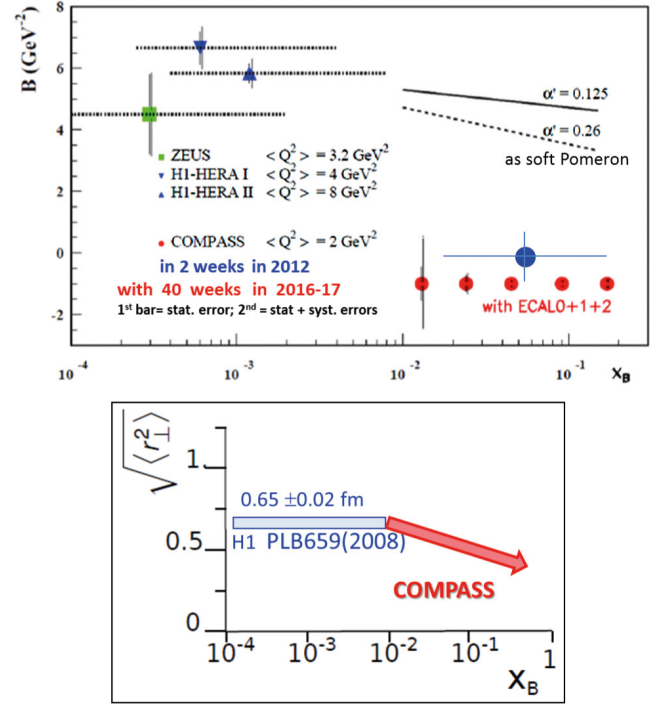 B (GeV⁻²)
8
6
4
2
0
-2
α' = 0.125
α' = 0.26
as soft Pomeron
ZEUS < Q² > = 3.2 GeV²
H1-HERA I < Q² > = 4 GeV²
H1-HERA II < Q² > = 8 GeV²
COMPASS < Q² > = 2 GeV²
in 2 weeks in 2012
with 40 weeks in 2016-17
1st bar= stat. error; 2nd = stat + syst. errors
with ECAL0+1+2
10⁻⁴ 10⁻³ 10⁻² 10⁻¹ x_B
√⟨r²⊥⟩
1
0.65 ±0.02 fm
0.5
H1 PLB659(2008)
COMPASS
0
10⁻⁴ 10⁻³ 10⁻² 10⁻¹ 1
x_B